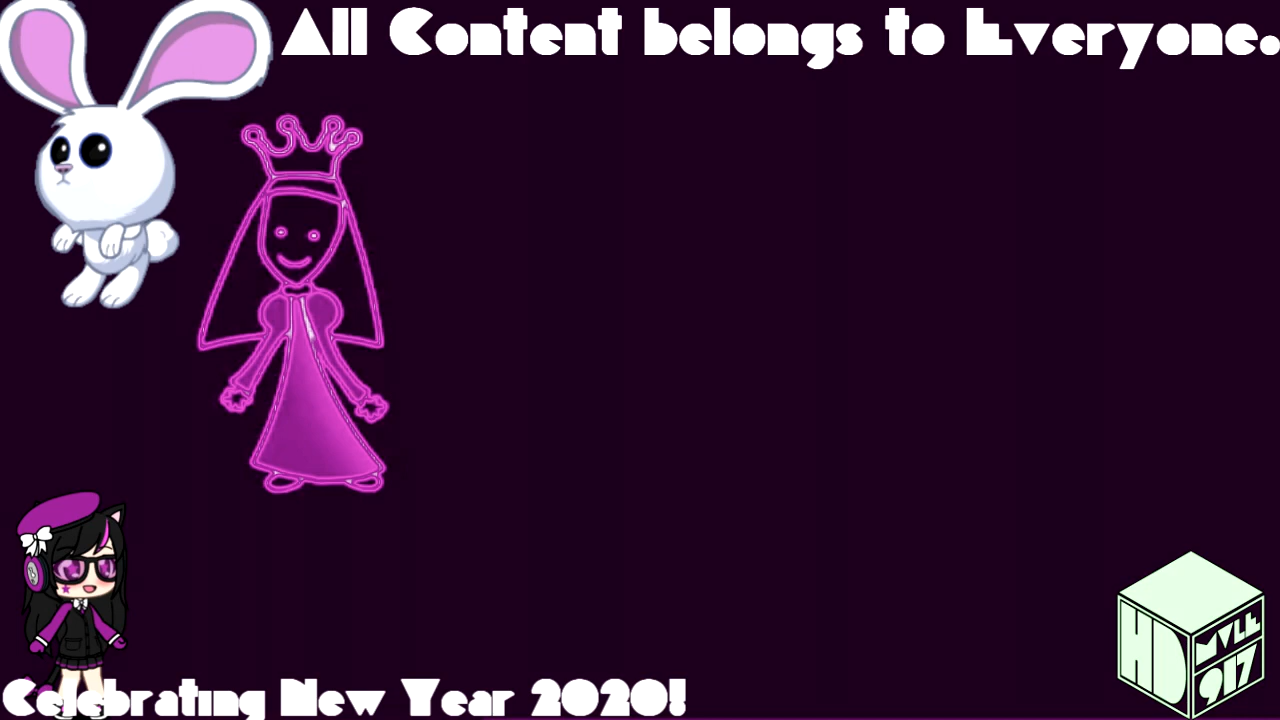 All Content belongs to Everyone.
HD
MVLE
917
Celebrating New Year 2020!